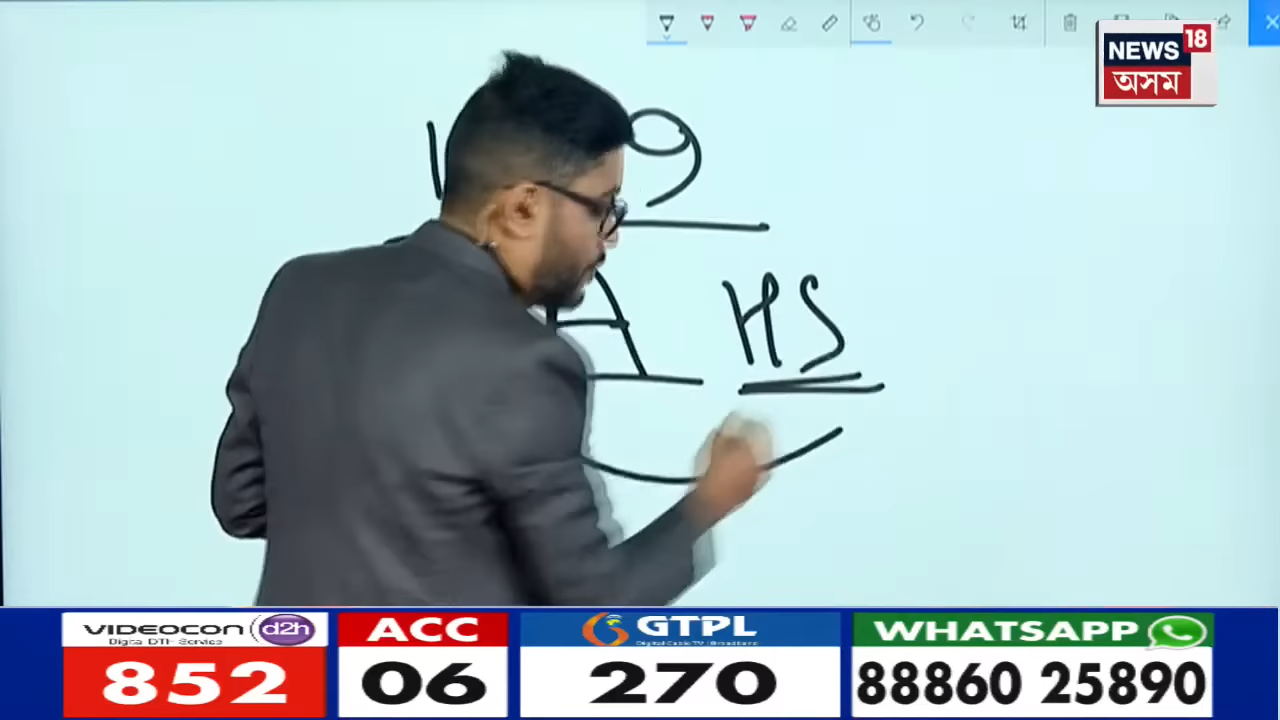 NEWS 18
অসম
9
A HS
VIDEOCON d2h ACC GTPL WHATSAPP
Digital DTH Service Digital Cable TV | Broadband
852 06 270 88860 25890